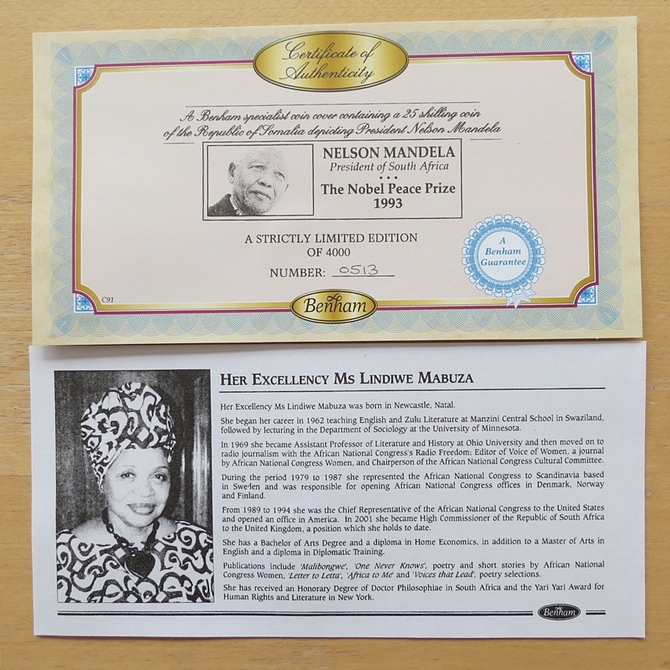 Certificate of
Authenticity
A Benham specialist coin cover containing a 25 shilling coin
of the Republic of Somalia depicting President Nelson Mandela
NELSON MANDELA
President of South Africa
• • •
The Nobel Peace Prize
1993
A STRICTLY LIMITED EDITION
OF 4000
NUMBER: 0513
A
Benham
Guarantee
C91
Benham
HER EXCELLENCY MS LINDIWE MABUZA
Her Excellency Ms Lindiwe Mabuza was born in Newcastle, Natal.
She began her career in 1962 teaching English and Zulu Literature at Manzini Central School in Swaziland,
followed by lecturing in the Department of Sociology at the University of Minnesota.
In 1969 she became Assistant Professor of Literature and History at Ohio University and then moved on to
radio journalism with the African National Congress's Radio Freedom; Editor of Voice of Women, a journal
by African National Congress Women, and Chairperson of the African National Congress Cultural Committee.
During the period 1979 to 1987 she represented the African National Congress to Scandinavia based
in Sweden and was responsible for opening African National Congress offices in Denmark, Norway
and Finland.
From 1989 to 1994 she was the Chief Representative of the African National Congress to the United States
and opened an office in America. In 2001 she became High Commissioner of the Republic of South Africa
to the United Kingdom, a position which she holds to date.
She has a Bachelor of Arts Degree and a diploma in Home Economics, in addition to a Master of Arts in
English and a diploma in Diplomatic Training.
Publications include 'Malibongwe', 'One Never Knows', poetry and short stories by African National
Congress Women, 'Letter to Letta', 'Africa to Me' and 'Voices that Lead', poetry selections.
She has received an Honorary Degree of Doctor Philosophiae in South Africa and the Yari Yari Award for
Human Rights and Literature in New York.
Benham